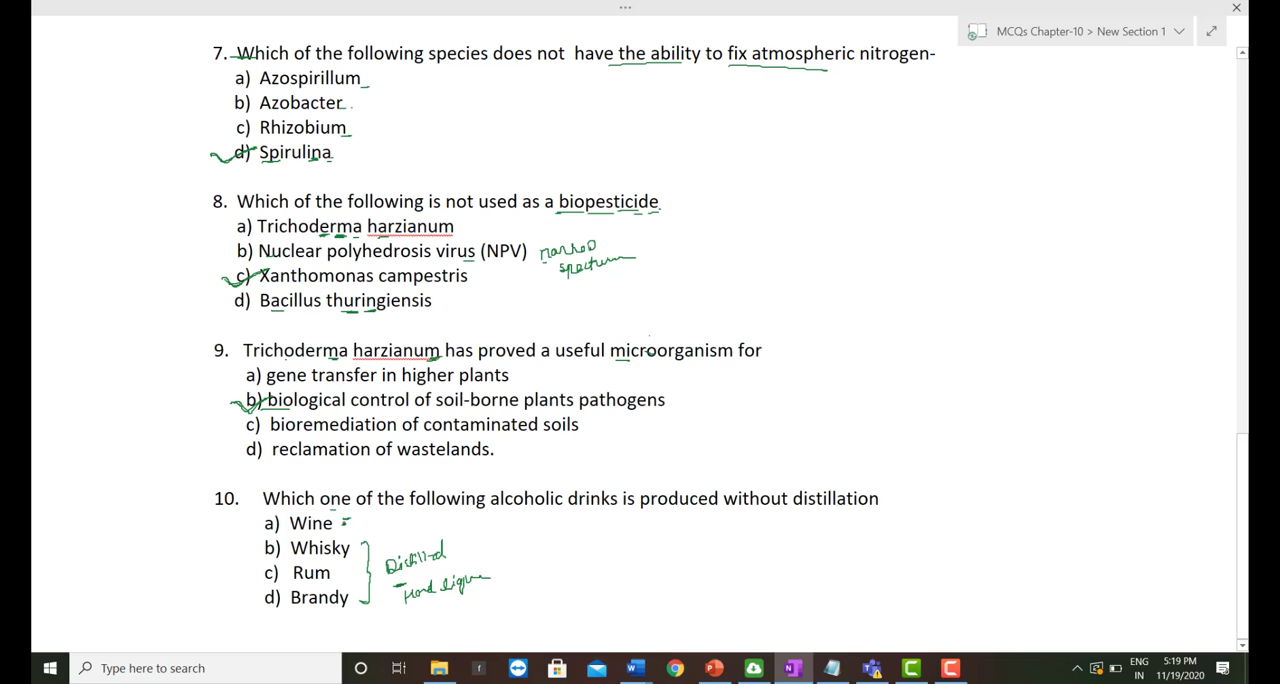 MCQs Chapter-10 > New Section 1
7. Which of the following species does not have the ability to fix atmospheric nitrogen-
a) Azospirillum
b) Azobacter
c) Rhizobium
d) Spirulina
8. Which of the following is not used as a biopesticide
a) Trichoderma harzianum
b) Nuclear polyhedrosis virus (NPV)
spectrum
c) Xanthomonas campestris
d) Bacillus thuringiensis
9. Trichoderma harzianum has proved a useful microorganism for
a) gene transfer in higher plants
b) biological control of soil-borne plants pathogens
c) bioremediation of contaminated soils
d) reclamation of wastelands.
10. Which one of the following alcoholic drinks is produced without distillation
a) Wine
b) Whisky
c) Rum
d) Brandy
Distilled
Hard
Type here to search
ENG
IN
5:19 PM
11/19/2020